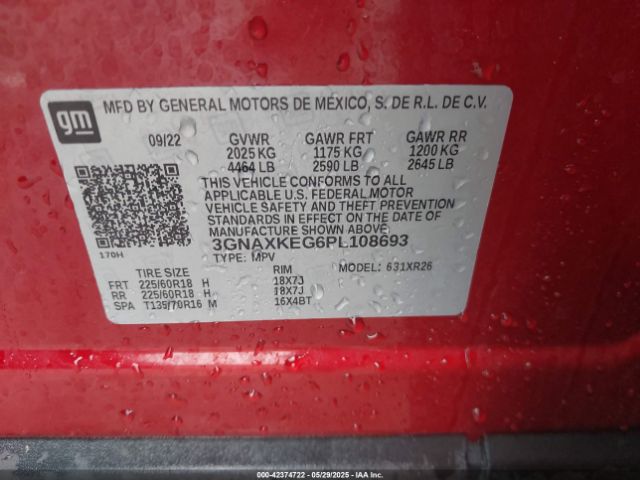 gm
MFD BY GENERAL MOTORS DE MÉXICO, S. DE R.L. DE C.V.
09/22 GVWR GAWR FRT GAWR RR
2025 KG 1175 KG 1200 KG
4464 LB 2590 LB 2645 LB
THIS VEHICLE CONFORMS TO ALL
APPLICABLE U.S. FEDERAL MOTOR
VEHICLE SAFETY AND THEFT PREVENTION
STANDARDS IN EFFECT ON THE DATE OF
MANUFACTURE SHOWN ABOVE.
3GNAXKEG6PL108693
170H TYPE: MPV
TIRE SIZE RIM MODEL: 631XR26
FRT 225/60R18 H 18X7J
RR 225/60R18 H 18X7J
SPA T135/70R16 M 16X4BT
000-42374722 - 05/29/2025 - IAA Inc.